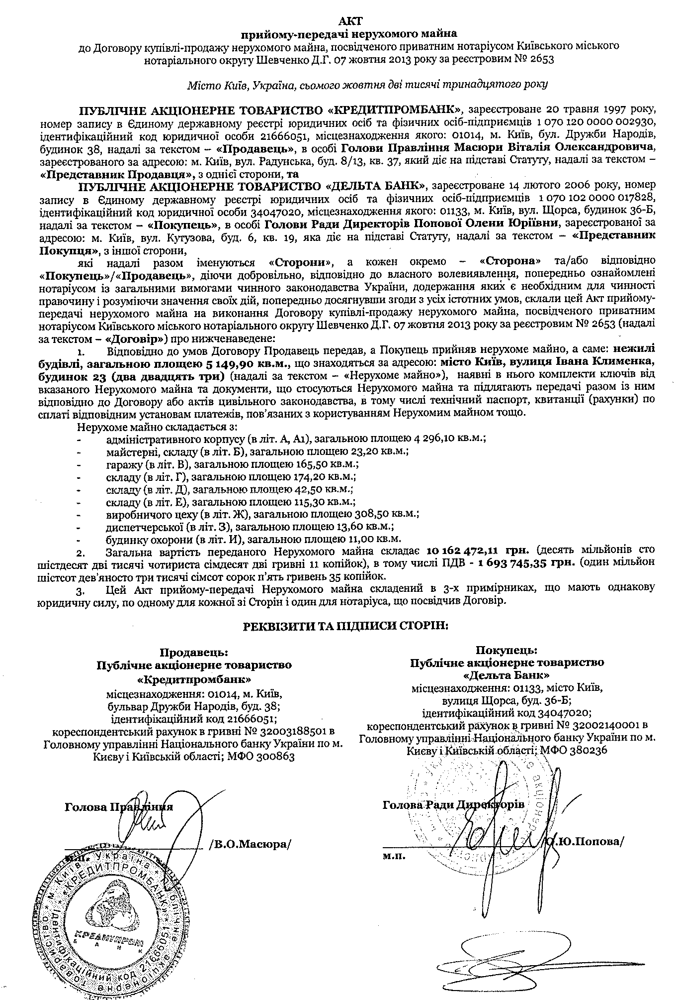 АКТ
прийому-передачі нерухомого майна
до Договору купівлі-продажу нерухомого майна, посвідченого приватним нотаріусом Київського міського
нотаріального округу Шевченко Д.Г. 07 жовтня 2013 року за реєстровим № 2653
Місто Київ, Україна, сьомого жовтня дві тисячі тринадцятого року
ПУБЛІЧНЕ АКЦІОНЕРНЕ ТОВАРИСТВО «КРЕДИТПРОМБАНК», зареєстроване 20 травня 1997 року,
номер запису в Єдиному державному реєстрі юридичних осіб та фізичних осіб-підприємців 1 070 120 0000 002930,
ідентифікаційний код юридичної особи 21666051, місцезнаходження якого: 01014, м. Київ, бул. Дружби Народів,
будинок 38, надалі за текстом – «Продавець», в особі Голови Правління Масюри Віталія Олександровича,
зареєстрованого за адресою: м. Київ, вул. Радунська, буд. 8/13, кв. 37, який діє на підставі Статуту, надалі за текстом –
«Представник Продавця», з однієї сторони, та
ПУБЛІЧНЕ АКЦІОНЕРНЕ ТОВАРИСТВО «ДЕЛЬТА БАНК», зареєстроване 14 лютого 2006 року, номер
запису в Єдиному державному реєстрі юридичних осіб та фізичних осіб-підприємців 1 070 102 0000 017828,
ідентифікаційний код юридичної особи 34047020, місцезнаходження якого: 01133, м. Київ, вул. Щорса, будинок 36-Б,
надалі за текстом – «Покупець», в особі Голови Ради Директорів Попової Олени Юріївни, зареєстрованої за
адресою: м. Київ, вул. Кутузова, буд. 6, кв. 19, яка діє на підставі Статуту, надалі за текстом – «Представник
Покупця», з іншої сторони,
які надалі разом іменуються «Сторони», а кожен окремо – «Сторона» та/або відповідно
«Покупець»/«Продавець», діючи добровільно, відповідно до власного волевиявлення, попередньо ознайомлені
нотаріусом із загальними вимогами чинного законодавства України, додержання яких є необхідним для чинності
правочину і розуміючи значення своїх дій, попередньо досягнувши згоди з усіх істотних умов, склали цей Акт прийому-
передачі нерухомого майна на виконання Договору купівлі-продажу нерухомого майна, посвідченого приватним
нотаріусом Київського міського нотаріального округу Шевченко Д.Г. 07 жовтня 2013 року за реєстровим № 2653 (надалі
за текстом – «Договір») про нижченаведене:
1. Відповідно до умов Договору Продавець передав, а Покупець прийняв нерухоме майно, а саме: нежилі
будівлі, загальною площею 5 149,90 кв.м., що знаходяться за адресою: місто Київ, вулиця Івана Клименка,
будинок 23 (два двадцять три) (надалі за текстом – «Нерухоме майно»), наявні в нього комплекти ключів від
вказаного Нерухомого майна та документи, що стосуються Нерухомого майна та підлягають передачі разом із ним
відповідно до Договору або актів цивільного законодавства, в тому числі технічний паспорт, квитанції (рахунки) по
сплаті відповідним установам платежів, пов’язаних з користуванням Нерухомим майном тощо.
Нерухоме майно складається з:
- адміністративного корпусу (в літ. А, А1), загальною площею 4 296,10 кв.м.;
- майстерні, складу (в літ. Б), загальною площею 23,20 кв.м.;
- гаражу (в літ. В), загальною площею 165,50 кв.м.;
- складу (в літ. Г), загальною площею 174,20 кв.м.;
- складу (в літ. Д), загальною площею 42,50 кв.м.;
- складу (в літ. Е), загальною площею 115,30 кв.м.;
- виробничого цеху (в літ. Ж), загальною площею 308,50 кв.м.;
- диспетчерської (в літ. З), загальною площею 13,60 кв.м.;
- будинку охорони (в літ. И), загальною площею 11,00 кв.м.
2. Загальна вартість переданого Нерухомого майна складає 10 162 472,11 грн. (десять мільйонів сто
шістдесят дві тисячі чотириста сімдесят дві гривні 11 копійок), в тому числі ПДВ - 1 693 745,35 грн. (один мільйон
шістсот дев’яносто три тисячі сімсот сорок п’ять гривень 35 копійок.
3. Цей Акт прийому-передачі Нерухомого майна складений в 3-х примірниках, що мають однакову
юридичну силу, по одному для кожної зі Сторін і один для нотаріуса, що посвідчив Договір.
РЕКВІЗИТИ ТА ПІДПИСИ СТОРІН:
Продавець:
Публічне акціонерне товариство
«Кредитпромбанк»
місцезнаходження: 01014, м. Київ,
бульвар Дружби Народів, буд. 38;
ідентифікаційний код 21666051;
кореспондентський рахунок в гривні № 32003188501 в
Головному управлінні Національного банку України по м.
Києву і Київській області; МФО 300863
Голова Правління
/В.О.Масюра/
м.п.
Покупець:
Публічне акціонерне товариство
«Дельта Банк»
місцезнаходження: 01133, місто Київ,
вулиця Щорса, буд. 36-Б;
ідентифікаційний код 34047020;
кореспондентський рахунок в гривні № 32002140001 в
Головному управлінні Національного банку України по м.
Києву і Київській області; МФО 380236
Голова Ради Директорів
/О.Ю.Попова/
м.п.
м. Київ Україна * Публічне акціонерне товариство *
«КРЕДИТПРОМБАНК» * Ідентифікаційний код 21666051
КРЕДИТПРОМ
БАНК